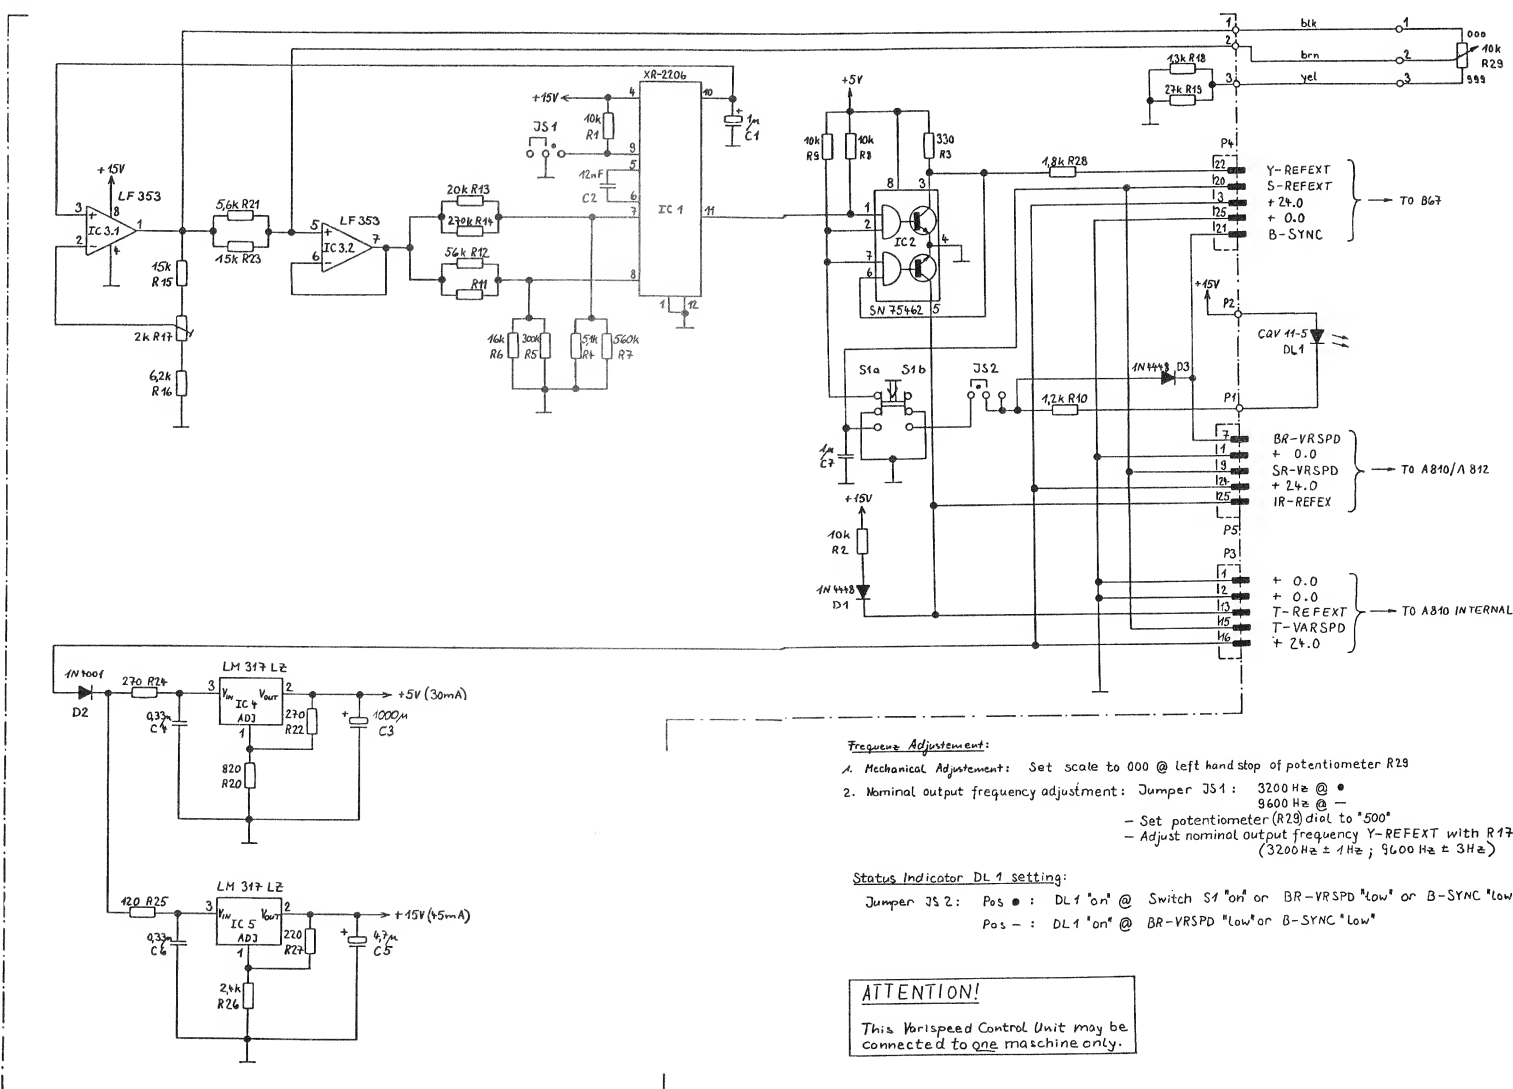 1 blk 1
000
2 brn 2
10k
R29
3 yel 3
999
1,3k R18
27k R19
XR-2206
+15V 4
10
10k
R1
1µ
C1
JS1
9
5
12nF
C2
6
7
IC 1
11
8
1
12
+5V
10k
R9
10k
R8
330
R3
8
3
1
2
IC2
4
7
6
SN 75462
5
1,8k R28
P4
22 Y-REFEXT
20 S-REFEXT
3 + 24.0
25 + 0.0
21 B-SYNC
TO B67
+15V
LF 353
3
+
8
IC3.1
1
2
−
4
5,6k R21
15k R23
LF 353
5
+
IC3.2
7
6
−
20k R13
270k R14
56k R12
R11
15k
R15
2k R17
6,2k
R16
16k
R6
300k
R5
5,1k
R4
560k
R7
+15V
P2
CQV 11-5
DL1
1N4448 D3
S1a S1b
JS2
1,2k R10
P1
1µ
C7
7 BR-VRSPD
1 + 0.0
9 SR-VRSPD
24 + 24.0
25 IR-REFEX
TO A810/A812
P5
+15V
10k
R2
1N4448
D1
P3
1 + 0.0
2 + 0.0
13 T-REFEXT
15 T-VARSPD
16 + 24.0
TO A810 INTERNAL
1N4001
D2
270 R24
LM 317 LZ
3 VIN VOUT 2
IC 4
ADJ
1
+5V (30mA)
0,33µ
C4
270
R22
+
1000µ
C3
820
R20
120 R25
LM 317 LZ
3 VIN VOUT 2
IC 5
ADJ
1
+15V (45mA)
0,33µ
C6
220
R27
+
4,7µ
C5
2,4k
R26
Frequenz Adjustement:
1. Mechanical Adjustement: Set scale to 000 @ left hand stop of potentiometer R29
2. Nominal output frequency adjustment: Jumper JS1: 3200 Hz @ ●
9600 Hz @ —
— Set potentiometer (R29) dial to "500"
— Adjust nominal output frequency Y-REFEXT with R17
(3200Hz ± 1Hz ; 9600 Hz ± 3Hz)
Status Indicator DL 1 setting:
Jumper JS 2: Pos ● : DL1 "on" @ Switch S1 "on" or BR-VRSPD "low" or B-SYNC "low
Pos — : DL1 "on" @ BR-VRSPD "low" or B-SYNC "low"
ATTENTION!
This Varispeed Control Unit may be
connected to one maschine only.